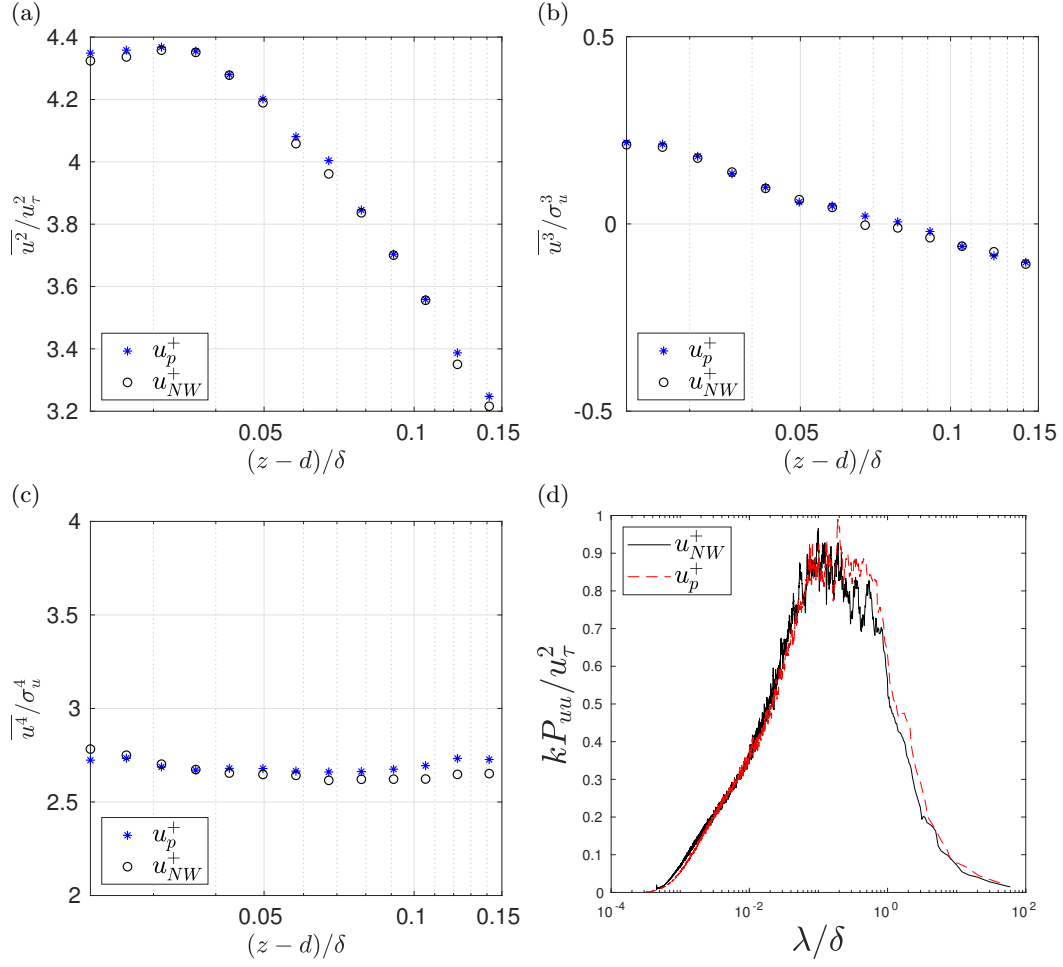 (a)
4.4
4.2
4
3.8
3.6
3.4
3.2
0.05
0.1
0.15
$\overline{u^2}/u_\tau^2$
$(z-d)/\delta$
$u_p^+$
$u_{NW}^+$
(b)
0.5
0
-0.5
0.05
0.1
0.15
$\overline{u^3}/\sigma_u^3$
$(z-d)/\delta$
$u_p^+$
$u_{NW}^+$
(c)
4
3.5
3
2.5
2
0.05
0.1
0.15
$\overline{u^4}/\sigma_u^4$
$(z-d)/\delta$
$u_p^+$
$u_{NW}^+$
(d)
1
0.9
0.8
0.7
0.6
0.5
0.4
0.3
0.2
0.1
0
$10^{-4}$
$10^{-2}$
$10^0$
$10^2$
$kP_{uu}/u_\tau^2$
$\lambda/\delta$
$u_{NW}^+$
$u_p^+$